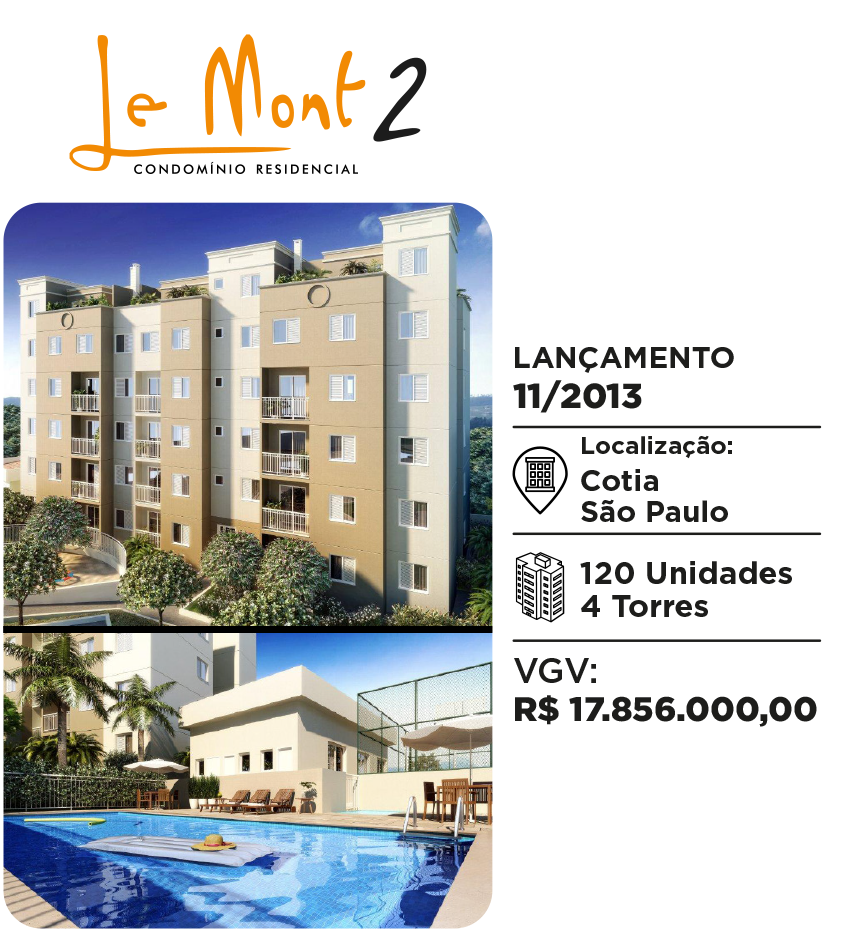 Le Mont 2
CONDOMÍNIO RESIDENCIAL
LANÇAMENTO
11/2013
Localização:
Cotia
São Paulo
120 Unidades
4 Torres
VGV:
R$ 17.856.000,00